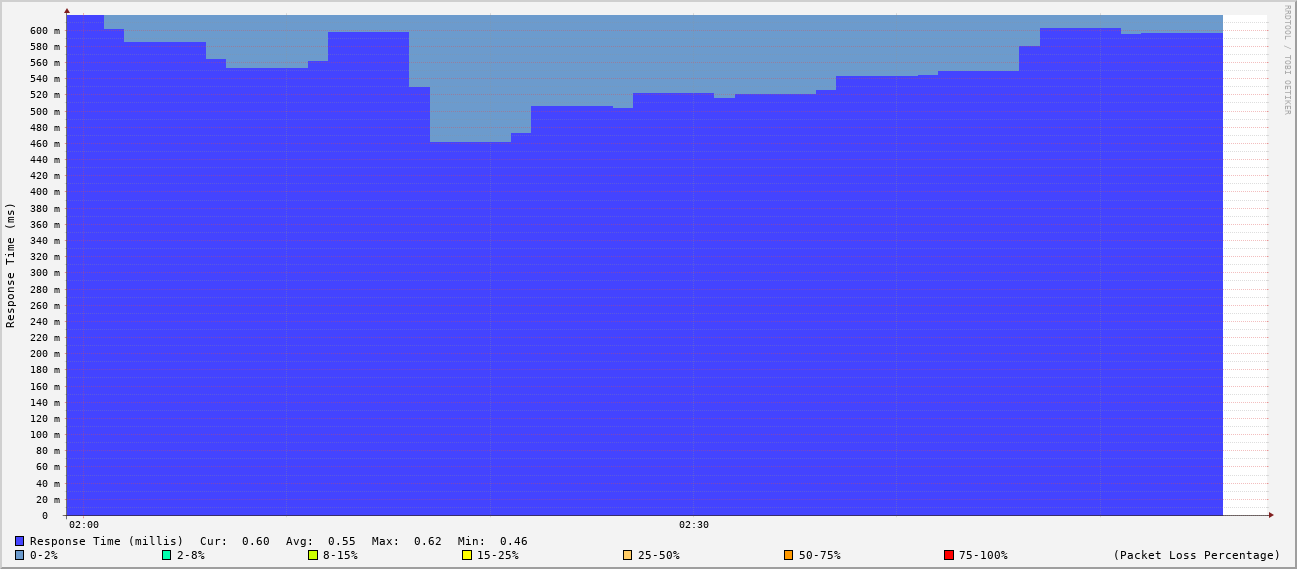 RRDTOOL / TOBI OETIKER
Response Time (ms)
600 m
580 m
560 m
540 m
520 m
500 m
480 m
460 m
440 m
420 m
400 m
380 m
360 m
340 m
320 m
300 m
280 m
260 m
240 m
220 m
200 m
180 m
160 m
140 m
120 m
100 m
80 m
60 m
40 m
20 m
0
02:00 02:30
Response Time (millis) Cur: 0.60 Avg: 0.55 Max: 0.62 Min: 0.46
0-2% 2-8% 8-15% 15-25% 25-50% 50-75% 75-100% (Packet Loss Percentage)